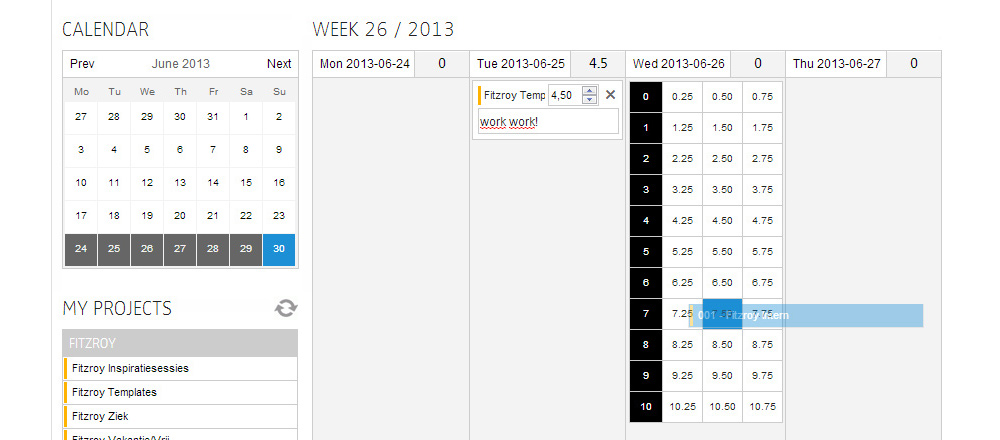 CALENDAR
WEEK 26 / 2013
Prev June 2013 Next
Mo Tu We Th Fr Sa Su
27 28 29 30 31 1 2
3 4 5 6 7 8 9
10 11 12 13 14 15 16
17 18 19 20 21 22 23
24 25 26 27 28 29 30
MY PROJECTS
FITZROY
Fitzroy Inspiratiesessies
Fitzroy Templates
Fitzroy Ziek
Fitzroy Vakantie/Vrij
Mon 2013-06-24 0
Tue 2013-06-25 4.5
Wed 2013-06-26 0
Thu 2013-06-27 0
Fitzroy Temp 4,50
work work!
0 0.25 0.50 0.75
1 1.25 1.50 1.75
2 2.25 2.50 2.75
3 3.25 3.50 3.75
4 4.25 4.50 4.75
5 5.25 5.50 5.75
6 6.25 6.50 6.75
7 7.25 7.75
001 - Fitzroy
8 8.25 8.50 8.75
9 9.25 9.50 9.75
10 10.25 10.50 10.75